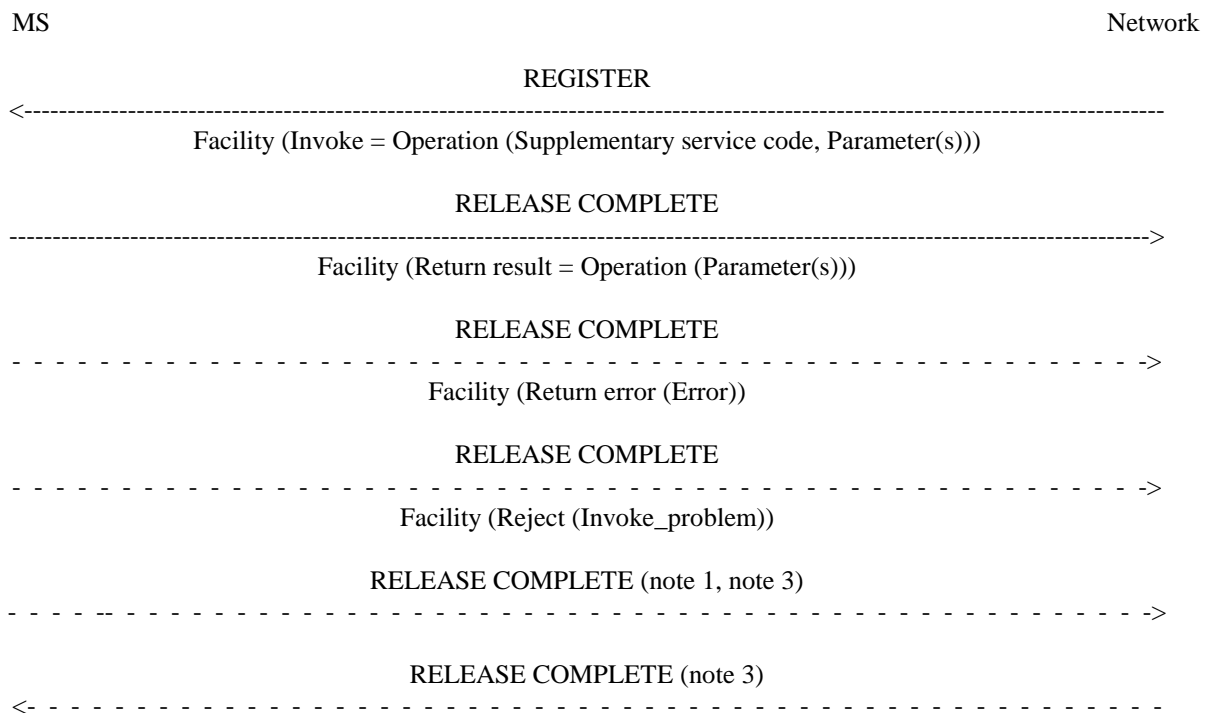 MS Network
REGISTER
<------------------------------------------------------------------------------------------------------------------------------------
Facility (Invoke = Operation (Supplementary service code, Parameter(s)))
RELEASE COMPLETE
------------------------------------------------------------------------------------------------------------------------------------>
Facility (Return result = Operation (Parameter(s)))
RELEASE COMPLETE
- - - - - - - - - - - - - - - - - - - - - - - - - - - - - - - - - - - - - - - - - - - - - - - - - - - - - - - - - - - - - - ->
Facility (Return error (Error))
RELEASE COMPLETE
- - - - - - - - - - - - - - - - - - - - - - - - - - - - - - - - - - - - - - - - - - - - - - - - - - - - - - - - - - - - - - ->
Facility (Reject (Invoke_problem))
RELEASE COMPLETE (note 1, note 3)
- - - - -- - - - - - - - - - - - - - - - - - - - - - - - - - - - - - - - - - - - - - - - - - - - - - - - - - - - - - - - - - ->
RELEASE COMPLETE (note 3)
<- - - - - - - - - - - - - - - - - - - - - - - - - - - - - - - - - - - - - - - - - - - - - - - - - - - - - - - - - - - - - - -